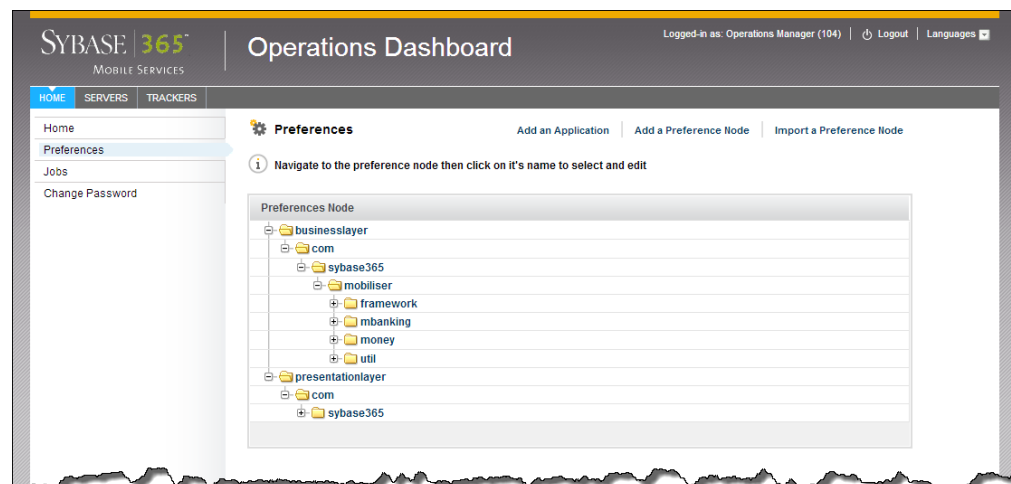 SYBASE 365™
MOBILE SERVICES
Operations Dashboard
Logged-in as: Operations Manager (104) | Logout | Languages
HOME SERVERS TRACKERS
Home
Preferences
Jobs
Change Password
Preferences
Add an Application | Add a Preference Node | Import a Preference Node
i Navigate to the preference node then click on it's name to select and edit
Preferences Node
businesslayer
com
sybase365
mobiliser
framework
mbanking
money
util
presentationlayer
com
sybase365